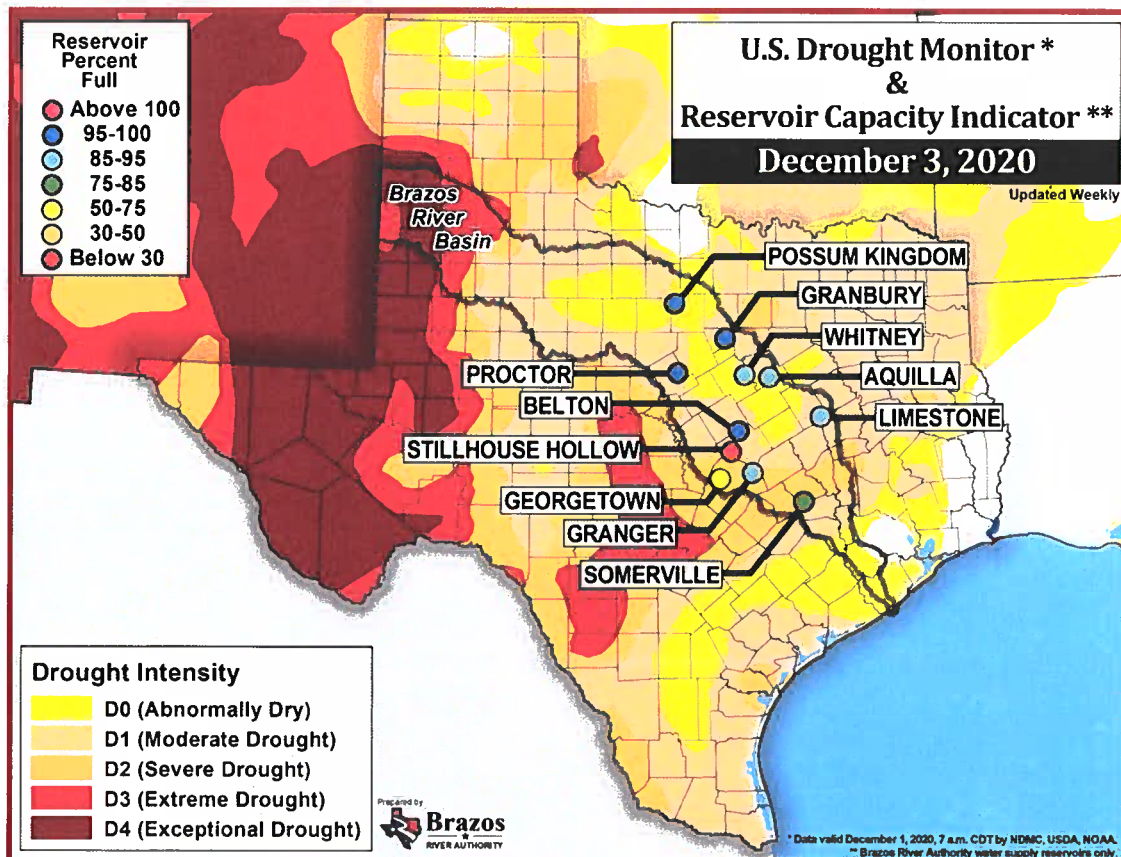 Reservoir
Percent
Full
Above 100
95-100
85-95
75-85
50-75
30-50
Below 30
U.S. Drought Monitor *
&
Reservoir Capacity Indicator **
December 3, 2020
Updated Weekly
Brazos
River
Basin
POSSUM KINGDOM
GRANBURY
WHITNEY
PROCTOR
AQUILLA
BELTON
LIMESTONE
STILLHOUSE HOLLOW
GEORGETOWN
GRANGER
SOMERVILLE
Drought Intensity
D0 (Abnormally Dry)
D1 (Moderate Drought)
D2 (Severe Drought)
D3 (Extreme Drought)
D4 (Exceptional Drought)
Prepared by
Brazos
RIVER AUTHORITY
* Data valid December 1, 2020, 7 a.m. CDT by NDMC, USDA, NOAA.
** Brazos River Authority water supply reservoirs only.